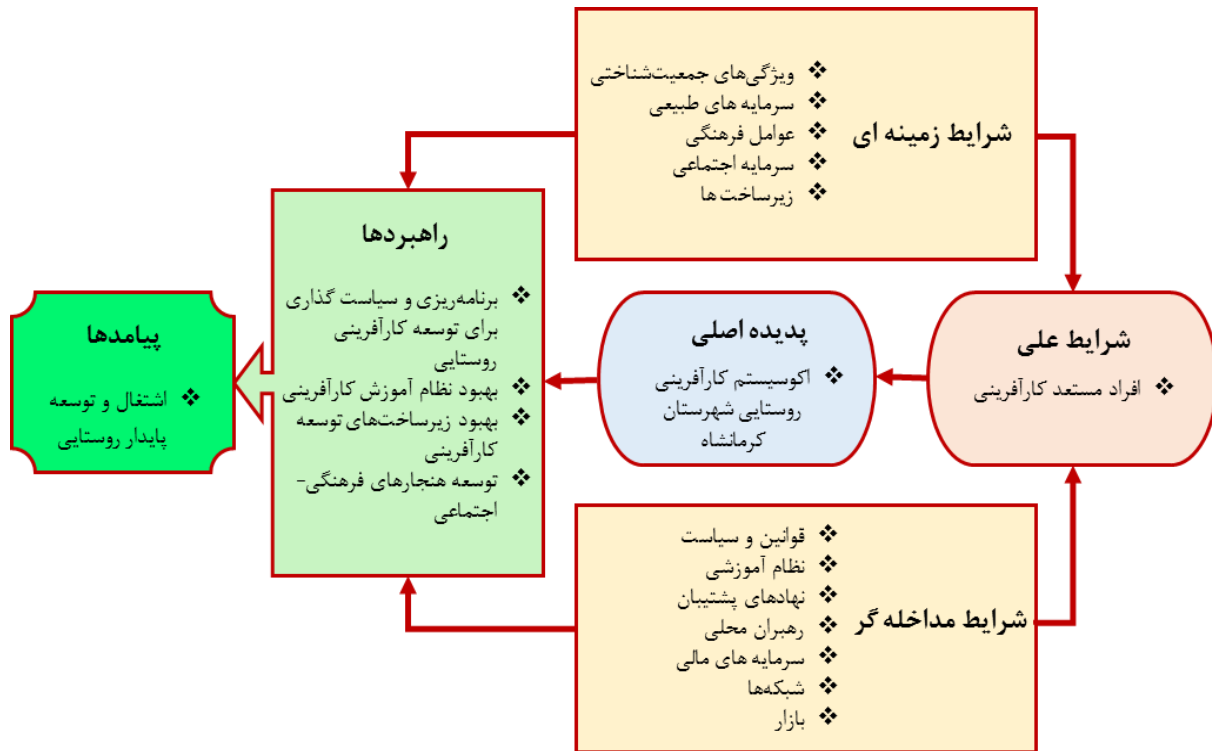 شرایط زمینه ای
ویژگی‌های جمعیت‌شناختی
سرمایه های طبیعی
عوامل فرهنگی
سرمایه اجتماعی
زیرساخت ها
شرایط علی
افراد مستعد کارآفرینی
پدیده اصلی
اکوسیستم کارآفرینی
روستایی شهرستان
کرمانشاه
راهبردها
برنامه‌ریزی و سیاست گذاری
برای توسعه کارآفرینی
روستایی
بهبود نظام آموزش کارآفرینی
بهبود زیرساخت‌های توسعه
کارآفرینی
توسعه هنجارهای فرهنگی-
اجتماعی
پیامدها
اشتغال و توسعه
پایدار روستایی
شرایط مداخله گر
قوانین و سیاست
نظام آموزشی
نهادهای پشتیبان
رهبران محلی
سرمایه های مالی
شبکه‌ها
بازار